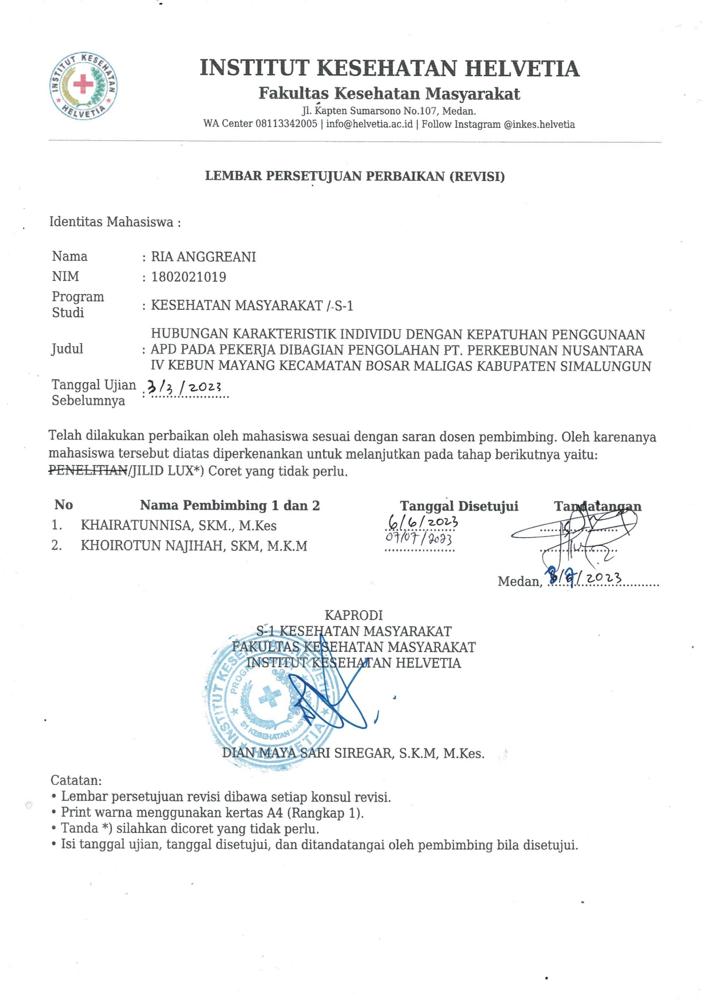 INSTITUT KESEHATAN HELVETIA
INSTITUT KESEHATAN HELVETIA
Fakultas Kesehatan Masyarakat
Jl. Kapten Sumarsono No.107, Medan.
WA Center 08113342005 | info@helvetia.ac.id | Follow Instagram @inkes.helvetia
LEMBAR PERSETUJUAN PERBAIKAN (REVISI)
Identitas Mahasiswa :
Nama : RIA ANGGREANI
NIM : 1802021019
Program Studi : KESEHATAN MASYARAKAT / S-1
Judul : HUBUNGAN KARAKTERISTIK INDIVIDU DENGAN KEPATUHAN PENGGUNAAN
APD PADA PEKERJA DIBAGIAN PENGOLAHAN PT. PERKEBUNAN NUSANTARA
IV KEBUN MAYANG KECAMATAN BOSAR MALIGAS KABUPATEN SIMALUNGUN
Tanggal Ujian Sebelumnya : 3/3/2023
Telah dilakukan perbaikan oleh mahasiswa sesuai dengan saran dosen pembimbing. Oleh karenanya
mahasiswa tersebut diatas diperkenankan untuk melanjutkan pada tahap berikutnya yaitu:
PENELITIAN/JILID LUX*) Coret yang tidak perlu.
No Nama Pembimbing 1 dan 2 Tanggal Disetujui Tandatangan
1. KHAIRATUNNISA, SKM., M.Kes 6/6/2023
2. KHOIROTUN NAJIHAH, SKM, M.K.M 07/07/2023
Medan, 8/7/2023
KAPRODI
S-1 KESEHATAN MASYARAKAT
FAKULTAS KESEHATAN MASYARAKAT
INSTITUT KESEHATAN HELVETIA
INSTITUT KESEHATAN HELVETIA
PROGRAM STUDI
S1 KESEHATAN MASYARAKAT
DIAN MAYA SARI SIREGAR, S.K.M, M.Kes.
Catatan:
• Lembar persetujuan revisi dibawa setiap konsul revisi.
• Print warna menggunakan kertas A4 (Rangkap 1).
• Tanda *) silahkan dicoret yang tidak perlu.
• Isi tanggal ujian, tanggal disetujui, dan ditandatangai oleh pembimbing bila disetujui.